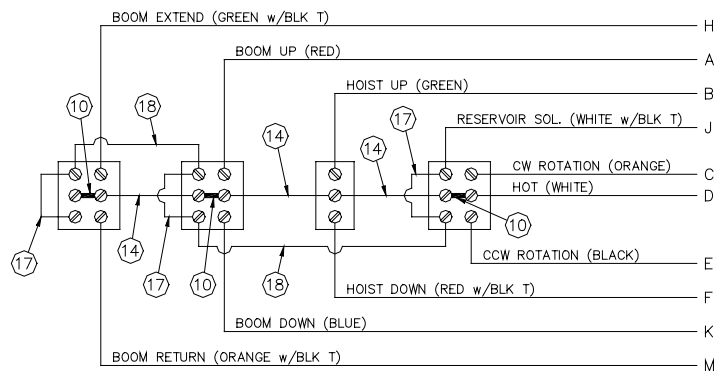 BOOM EXTEND (GREEN w/BLK T)
H
BOOM UP (RED)
A
HOIST UP (GREEN)
B
10
18
17
RESERVOIR SOL. (WHITE w/BLK T)
J
14
14
CW ROTATION (ORANGE)
C
HOT (WHITE)
D
10
14
17
17
10
18
CCW ROTATION (BLACK)
E
HOIST DOWN (RED w/BLK T)
F
BOOM DOWN (BLUE)
K
BOOM RETURN (ORANGE w/BLK T)
M